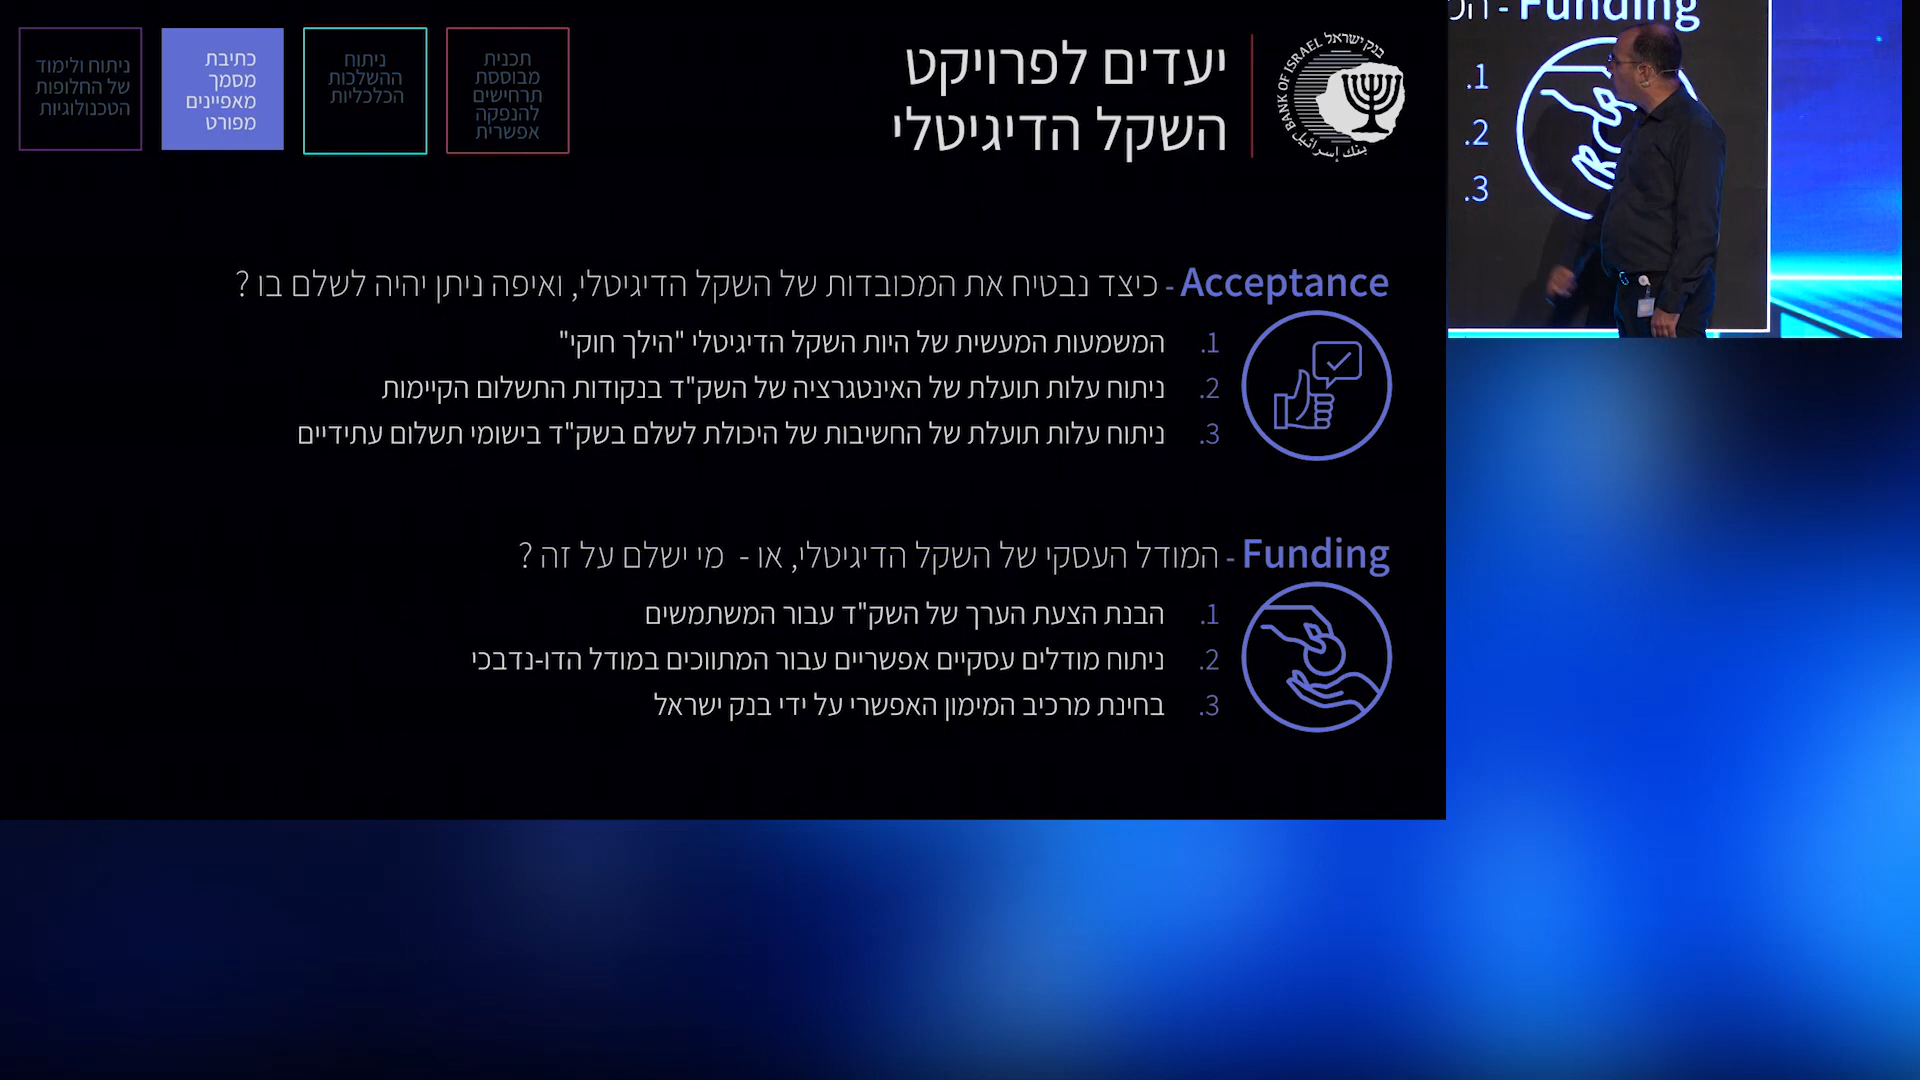 יעדים לפרויקט
השקל הדיגיטלי
בנק ישראל
BANK OF ISRAEL
بنك إسرائيل
תכנית
מבוססת
תרחישים
להנפקה
אפשרית
ניתוח
ההשלכות
הכלכליות
כתיבת
מסמך
מאפיינים
מפורט
ניתוח ולימוד
של החלופות
הטכנולוגיות
Acceptance - כיצד נבטיח את המכובדות של השקל הדיגיטלי, ואיפה ניתן יהיה לשלם בו ?
1. המשמעות המעשית של היות השקל הדיגיטלי "הילך חוקי"
2. ניתוח עלות תועלת של האינטגרציה של השק"ד בנקודות התשלום הקיימות
3. ניתוח עלות תועלת של החשיבות של היכולת לשלם בשק"ד בישומי תשלום עתידיים
Funding - המודל העסקי של השקל הדיגיטלי, או - מי ישלם על זה ?
1. הבנת הצעת הערך של השק"ד עבור המשתמשים
2. ניתוח מודלים עסקיים אפשריים עבור המתווכים במודל הדו-נדבכי
3. בחינת מרכיב המימון האפשרי על ידי בנק ישראל
Funding -
1.
2.
3.